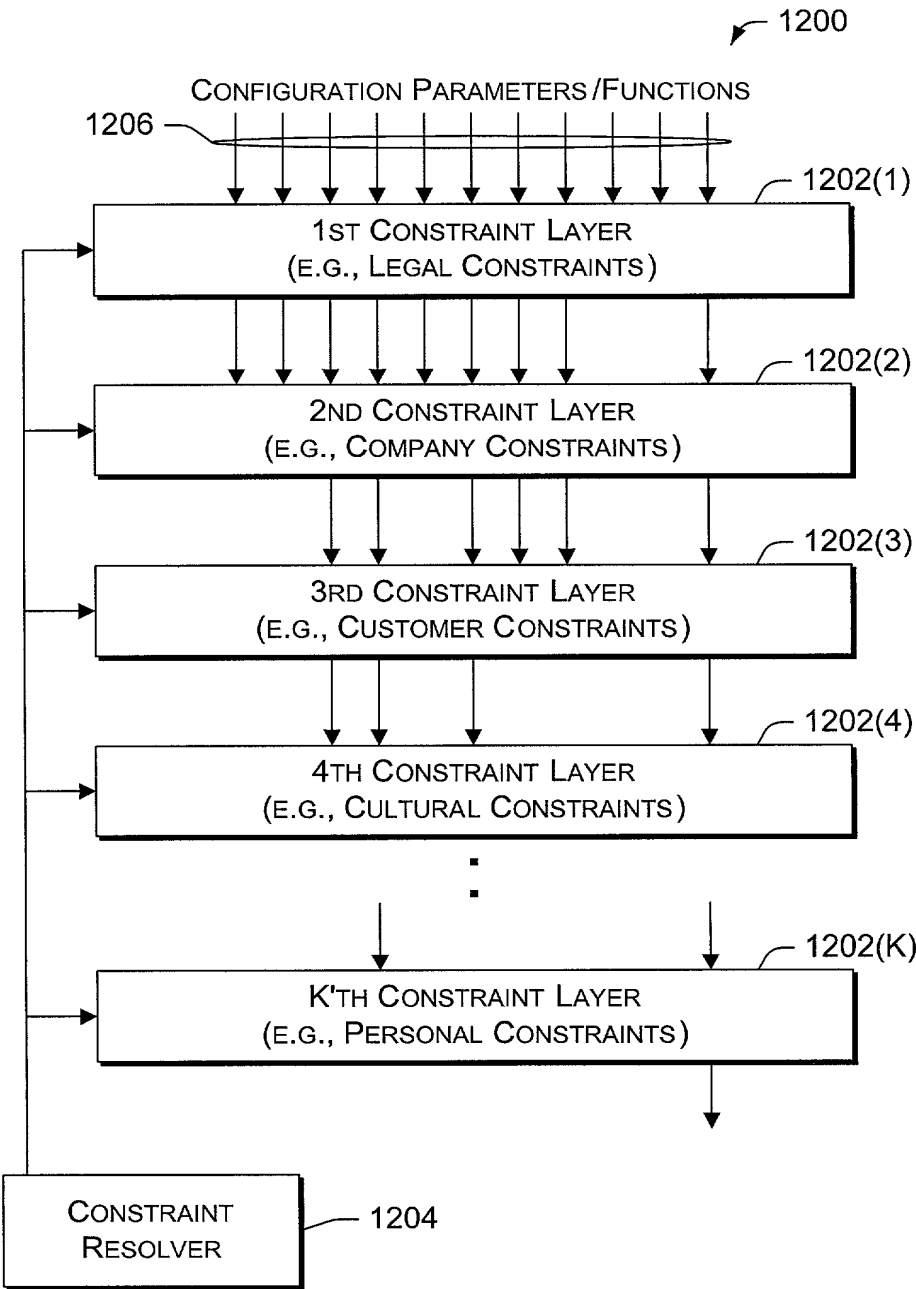 1200
CONFIGURATION PARAMETERS/FUNCTIONS
1206
1202(1)
1ST CONSTRAINT LAYER
(E.G., LEGAL CONSTRAINTS)
1202(2)
2ND CONSTRAINT LAYER
(E.G., COMPANY CONSTRAINTS)
1202(3)
3RD CONSTRAINT LAYER
(E.G., CUSTOMER CONSTRAINTS)
1202(4)
4TH CONSTRAINT LAYER
(E.G., CULTURAL CONSTRAINTS)
1202(K)
K'TH CONSTRAINT LAYER
(E.G., PERSONAL CONSTRAINTS)
CONSTRAINT
RESOLVER
1204